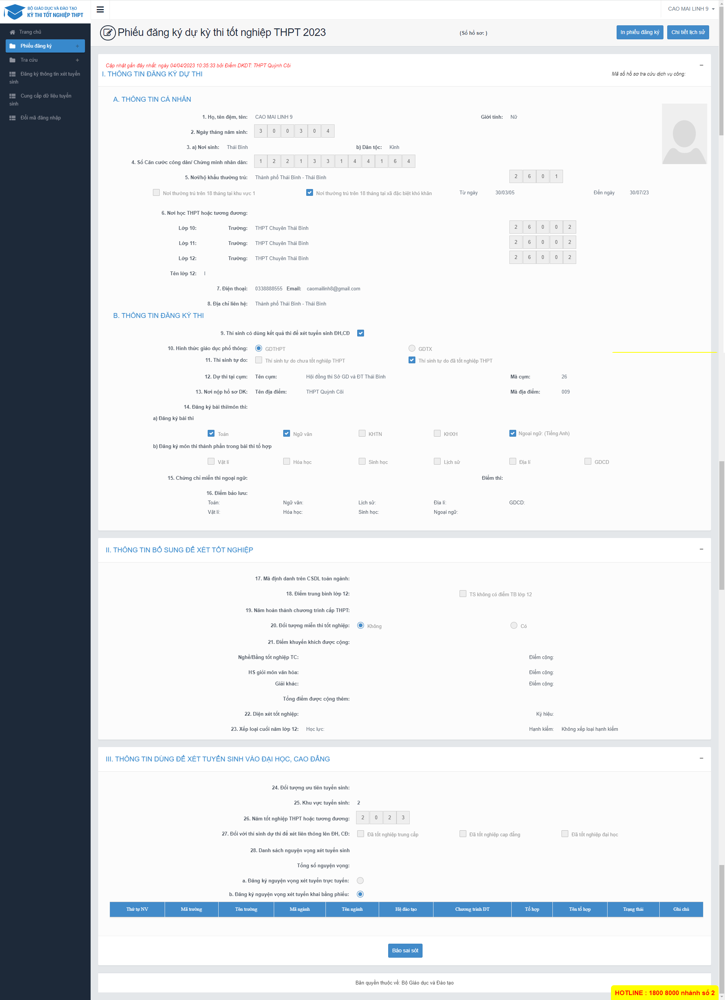 BỘ GIÁO DỤC VÀ ĐÀO TẠO
KỲ THI TỐT NGHIỆP THPT
CAO MAI LINH 9
Trang chủ
Phiếu đăng ký
Tra cứu
Đăng ký thông tin xét tuyển
sinh
Cung cấp dữ liệu tuyển
sinh
Đổi mã đăng nhập
Phiếu đăng ký dự kỳ thi tốt nghiệp THPT 2023
(Số hồ sơ: )
In phiếu đăng ký
Chi tiết lịch sử
Cập nhật gần đây nhất: ngày 04/04/2023 10:35:33 bởi Điểm DKDT: THPT Quỳnh Côi
I. THÔNG TIN ĐĂNG KÝ DỰ THI
Mã số hồ sơ tra cứu dịch vụ công:
A. THÔNG TIN CÁ NHÂN
1. Họ, tên đệm, tên: CAO MAI LINH 9 Giới tính: Nữ
2. Ngày tháng năm sinh: 3 0 0 3 0 4
3. a) Nơi sinh: Thái Bình b) Dân tộc: Kinh
4. Số Căn cước công dân/ Chứng minh nhân dân: 1 2 2 1 3 3 1 4 4 1 6 4
5. Nơi/hộ khẩu thường trú: Thành phố Thái Bình - Thái Bình 2 6 0 1
Nơi thường trú trên 18 tháng tại khu vực 1 Nơi thường trú trên 18 tháng tại xã đặc biệt khó khăn Từ ngày 30/03/05 Đến ngày 30/07/23
6. Nơi học THPT hoặc tương đương:
Lớp 10: Trường: THPT Chuyên Thái Bình 2 6 0 0 2
Lớp 11: Trường: THPT Chuyên Thái Bình 2 6 0 0 2
Lớp 12: Trường: THPT Chuyên Thái Bình 2 6 0 0 2
Tên lớp 12: I
7. Điện thoại: 0338888555 Email: caomailinh8@gmail.com
8. Địa chỉ liên hệ: Thành phố Thái Bình - Thái Bình
B. THÔNG TIN ĐĂNG KÝ THI
9. Thí sinh có dùng kết quả thi để xét tuyển sinh ĐH,CĐ
10. Hình thức giáo dục phổ thông: GDTHPT GDTX
11. Thí sinh tự do: Thí sinh tự do chưa tốt nghiệp THPT Thí sinh tự do đã tốt nghiệp THPT
12. Dự thi tại cụm: Tên cụm: Hội đồng thi Sở GD và ĐT Thái Bình Mã cụm: 26
13. Nơi nộp hồ sơ DK: Tên địa điểm: THPT Quỳnh Côi Mã địa điểm: 009
14. Đăng ký bài thi/môn thi:
a) Đăng ký bài thi
Toán Ngữ văn KHTN KHXH Ngoại ngữ: (Tiếng Anh)
b) Đăng ký môn thi thành phần trong bài thi tổ hợp
Vật lí Hóa học Sinh học Lịch sử Địa lí GDCD
15. Chứng chỉ miễn thi ngoại ngữ: Điểm thi:
16. Điểm bảo lưu:
Toán: Ngữ văn: Lịch sử: Địa lí: GDCD:
Vật lí: Hóa học: Sinh học: Ngoại ngữ:
II. THÔNG TIN BỔ SUNG ĐỂ XÉT TỐT NGHIỆP
17. Mã định danh trên CSDL toàn ngành:
18. Điểm trung bình lớp 12: TS không có điểm TB lớp 12
19. Năm hoàn thành chương trình cấp THPT:
20. Đối tượng miễn thi tốt nghiệp: Không Có
21. Điểm khuyến khích được cộng:
Nghề/Bằng tốt nghiệp TC: Điểm cộng:
HS giỏi môn văn hóa: Điểm cộng:
Giải khác: Điểm cộng:
Tổng điểm được cộng thêm:
22. Diện xét tốt nghiệp: Ký hiệu:
23. Xếp loại cuối năm lớp 12: Học lực: Hạnh kiểm: Không xếp loại hạnh kiểm
III. THÔNG TIN DÙNG ĐỂ XÉT TUYỂN SINH VÀO ĐẠI HỌC, CAO ĐẲNG
24. Đối tượng ưu tiên tuyển sinh:
25. Khu vực tuyển sinh: 2
26. Năm tốt nghiệp THPT hoặc tương đương: 2 0 2 3
27. Đối với thí sinh dự thi để xét liên thông lên ĐH, CĐ: Đã tốt nghiệp trung cấp Đã tốt nghiệp cap đẳng Đã tốt nghiệp đại học
28. Danh sách nguyện vọng xét tuyển sinh
Tổng số nguyện vọng:
a. Đăng ký nguyện vọng xét tuyển trực tuyến:
b. Đăng ký nguyện vọng xét tuyển khai bằng phiếu:
Thứ tự NV Mã trường Tên trường Mã ngành Tên ngành Hệ đào tạo Chương trình ĐT Tổ hợp Tên tổ hợp Trạng thái Ghi chú
Báo sai sót
Bản quyền thuộc về: Bộ Giáo dục và Đào tạo
HOTLINE : 1800 8000 nhánh số 2